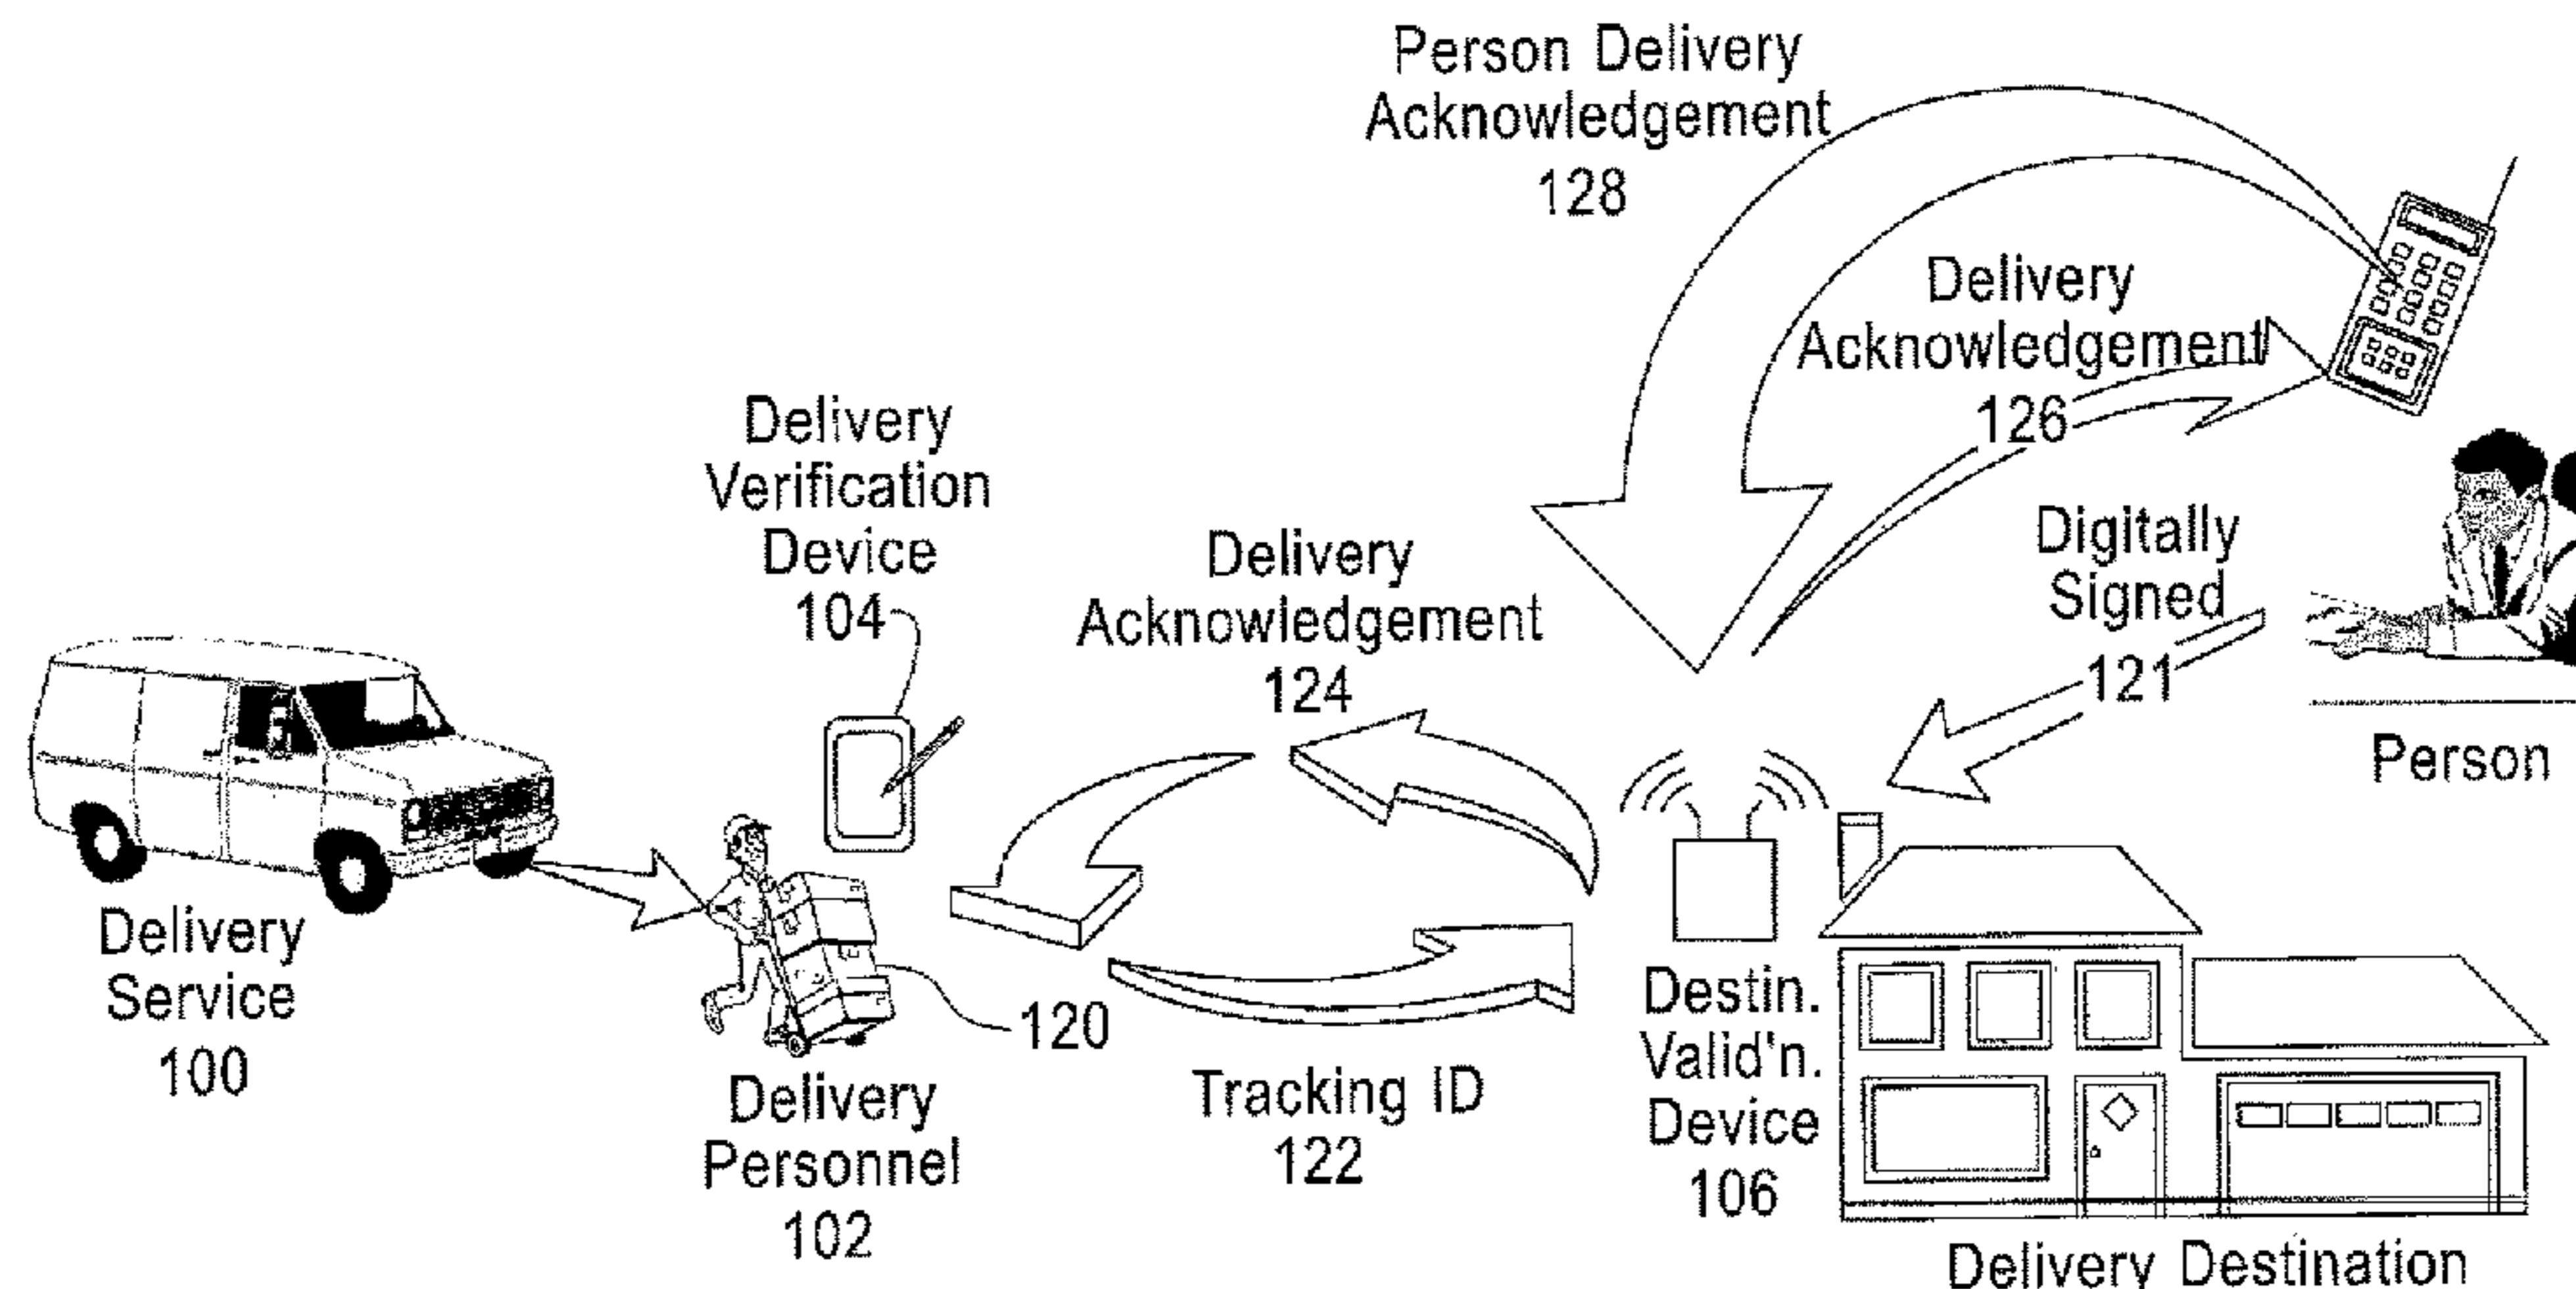 Person Delivery
Acknowledgement
128
Delivery
Acknowledgement
126
Delivery
Verification
Device
104
Delivery
Acknowledgement
124
Digitally
Signed
121
Person
Delivery
Service
100
120
Delivery
Personnel
102
Tracking ID
122
Destin.
Valid'n.
Device
106
Delivery Destination